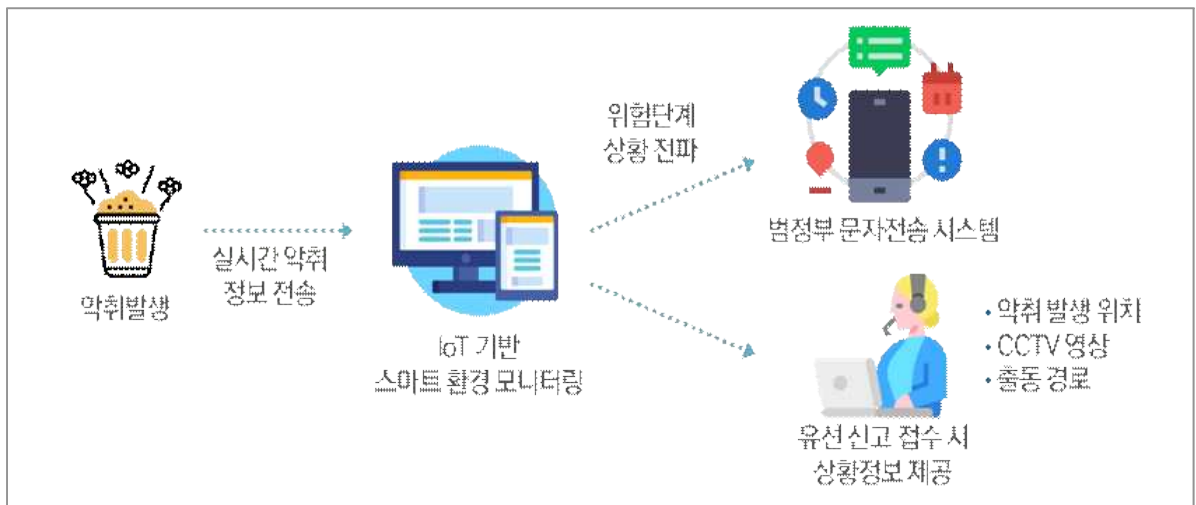 악취발생
실시간 악취
정보 전송
IoT 기반
스마트 환경 모니터링
위험단계
상황 전파
범정부 문자전송 시스템
• 악취 발생 위치
• CCTV 영상
• 출동 경로
유선 신고 접수 시
상황정보 제공